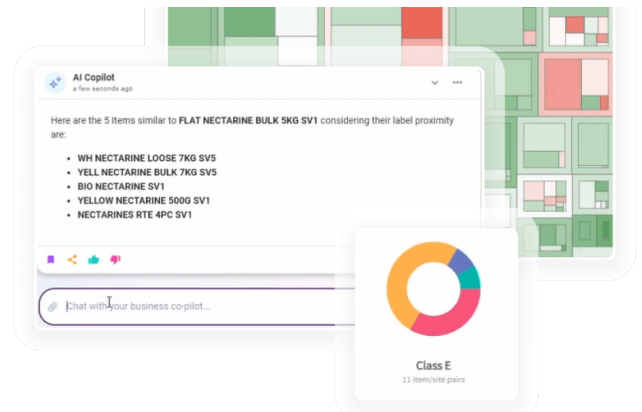 AI Copilot
a few seconds ago
Here are the 5 Items similar to FLAT NECTARINE BULK 5KG SV1 considering their label proximity
are:
• WH NECTARINE LOOSE 7KG SV5
• YELL NECTARINE BULK 7KG SV5
• BIO NECTARINE SV1
• YELLOW NECTARINE 500G SV1
• NECTARINES RTE 4PC SV1
Chat with your business co-pilot...
Class E
11 item/site pairs